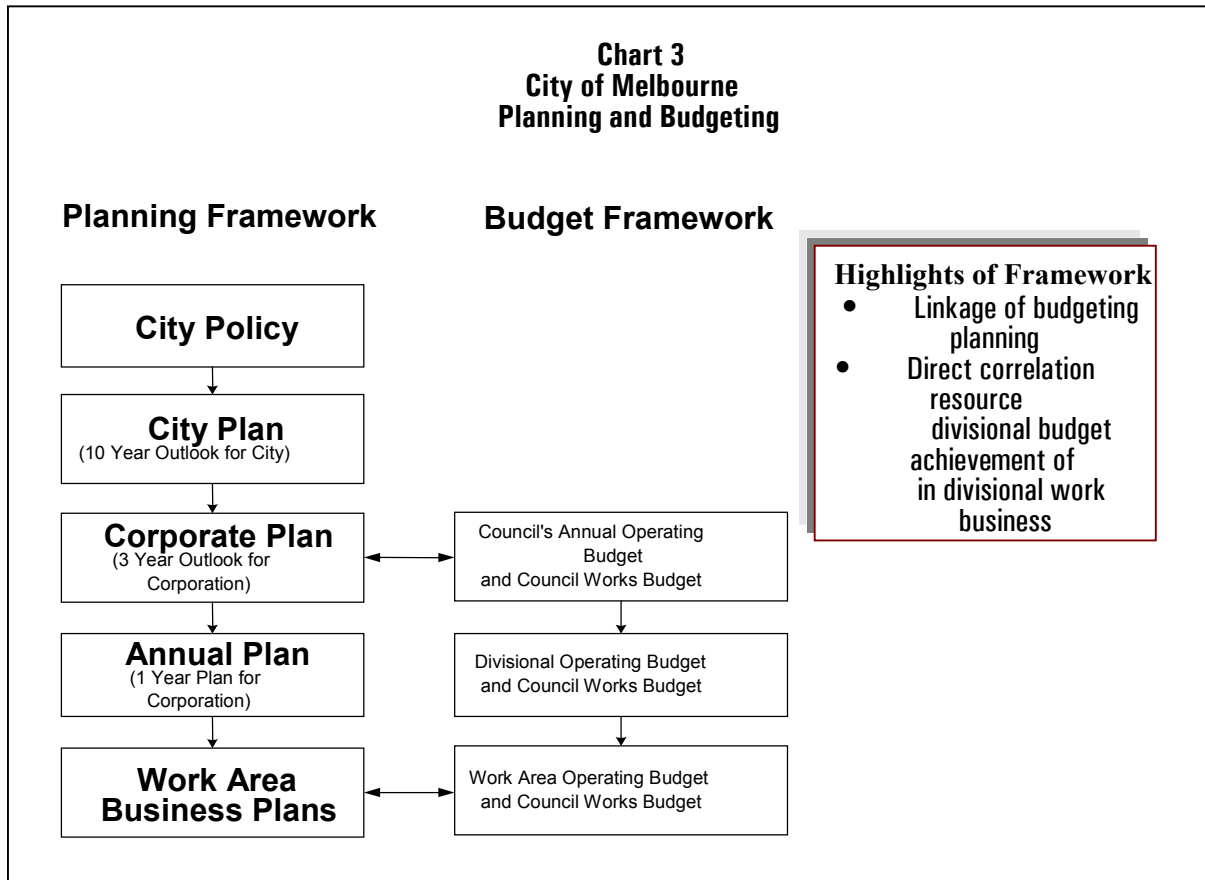 Chart 3
City of Melbourne
Planning and Budgeting
Planning Framework
Budget Framework
City Policy
City Plan
(10 Year Outlook for City)
Corporate Plan
(3 Year Outlook for
Corporation)
Annual Plan
(1 Year Plan for
Corporation)
Work Area
Business Plans
Council's Annual Operating
Budget
and Council Works Budget
Divisional Operating Budget
and Council Works Budget
Work Area Operating Budget
and Council Works Budget
Highlights of Framework
• Linkage of budgeting
planning
• Direct correlation
resource
divisional budget
achievement of
in divisional work
business